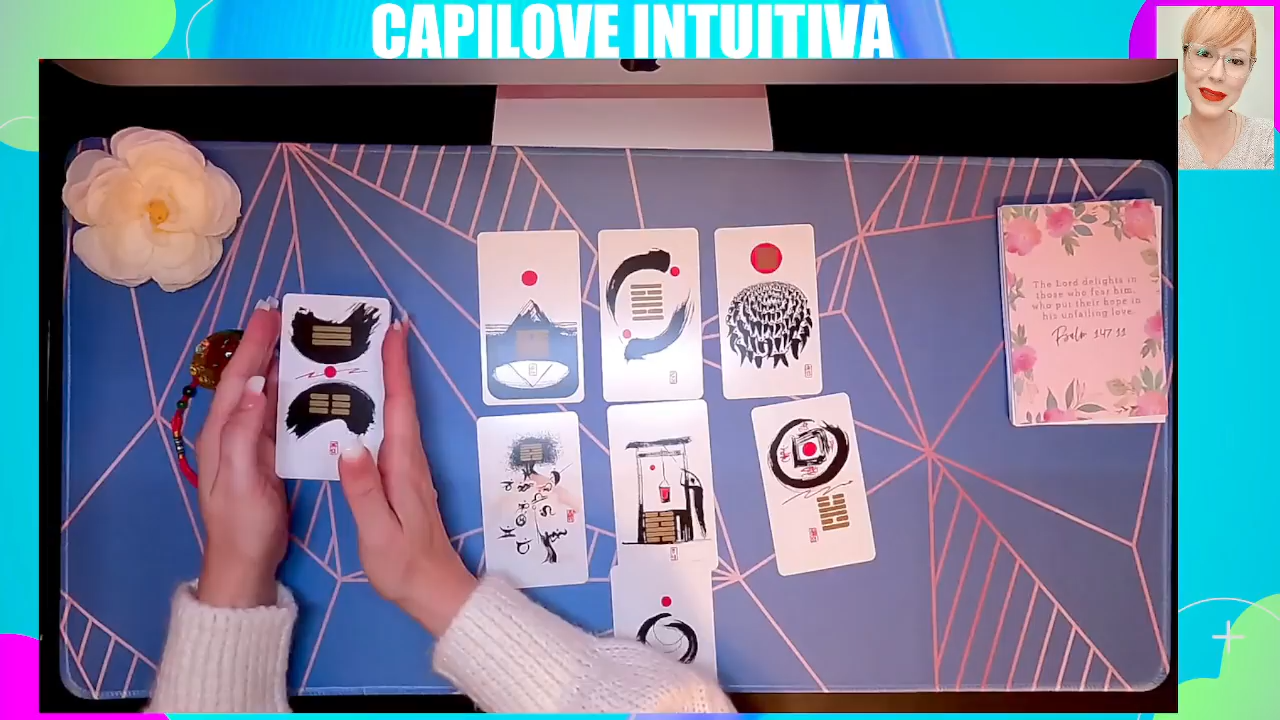 CAPILOVE INTUITIVA
The Lord delights in
those who fear him,
who put their hope in
his unfailing love.
Psalm 147:11